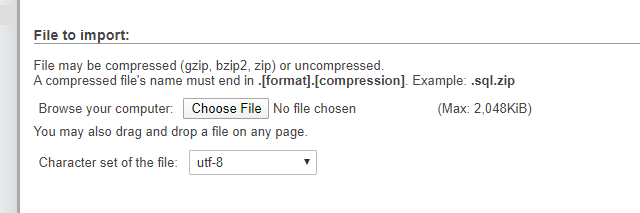 File to import:
File may be compressed (gzip, bzip2, zip) or uncompressed.
A compressed file's name must end in .[format].[compression]. Example: .sql.zip
Browse your computer: Choose File No file chosen (Max: 2,048KiB)
You may also drag and drop a file on any page.
Character set of the file: utf-8